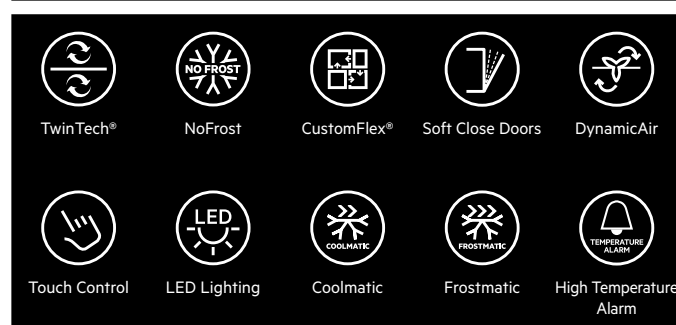 NO FROST
TwinTech® NoFrost CustomFlex® Soft Close Doors DynamicAir
LED
COOLMATIC FROSTMATIC TEMPERATURE
ALARM
Touch Control LED Lighting Coolmatic Frostmatic High Temperature
Alarm